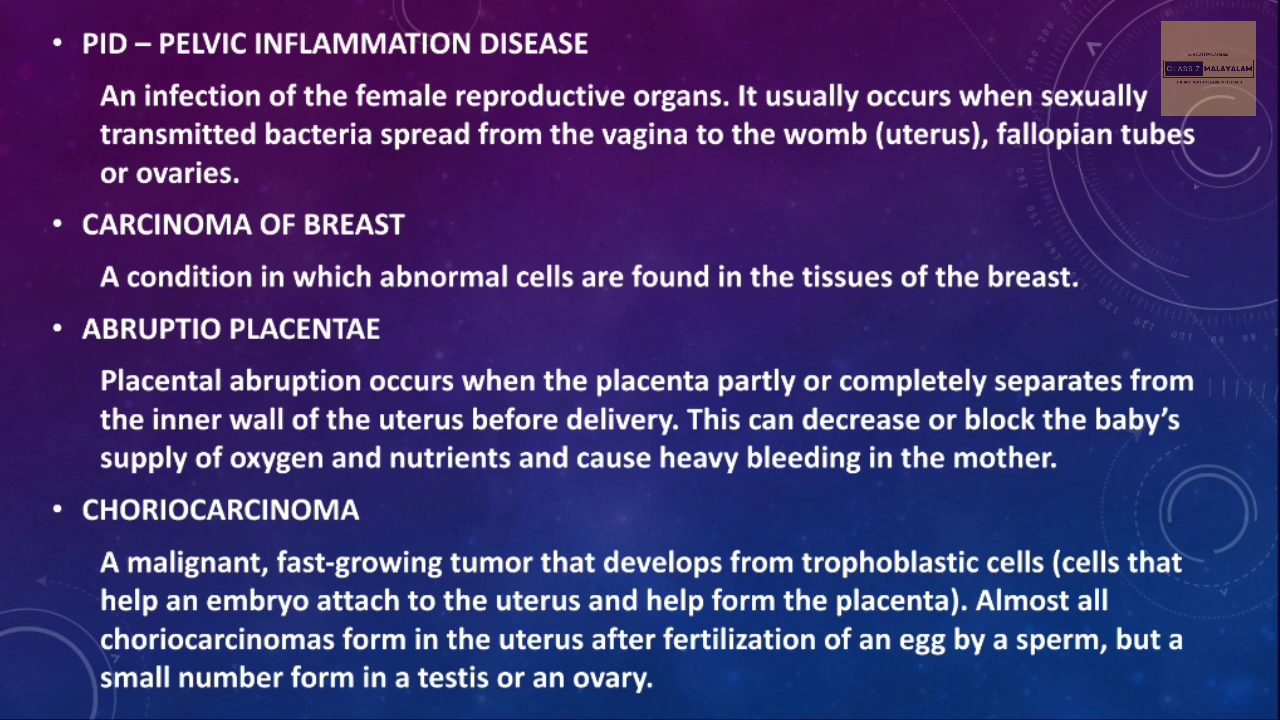 • PID – PELVIC INFLAMMATION DISEASE
An infection of the female reproductive organs. It usually occurs when sexually
transmitted bacteria spread from the vagina to the womb (uterus), fallopian tubes
or ovaries.
• CARCINOMA OF BREAST
A condition in which abnormal cells are found in the tissues of the breast.
• ABRUPTIO PLACENTAE
Placental abruption occurs when the placenta partly or completely separates from
the inner wall of the uterus before delivery. This can decrease or block the baby’s
supply of oxygen and nutrients and cause heavy bleeding in the mother.
• CHORIOCARCINOMA
A malignant, fast-growing tumor that develops from trophoblastic cells (cells that
help an embryo attach to the uterus and help form the placenta). Almost all
choriocarcinomas form in the uterus after fertilization of an egg by a sperm, but a
small number form in a testis or an ovary.
MALAYALAM